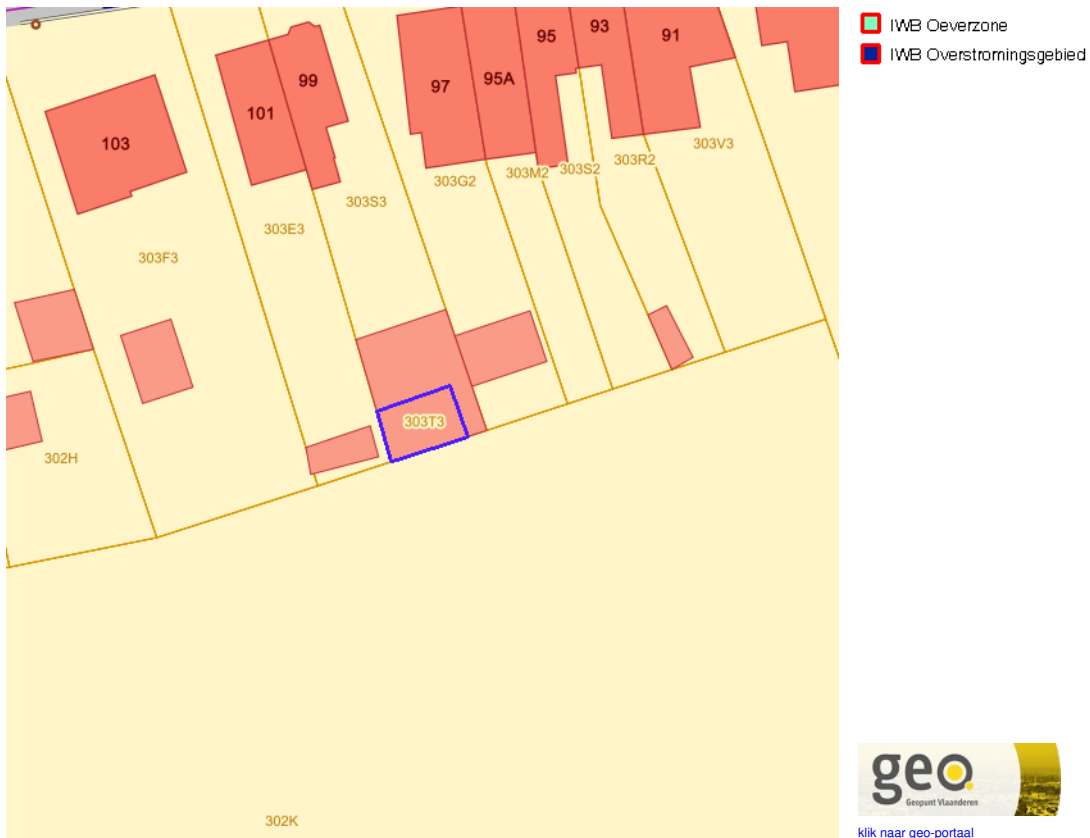 IWB Oeverzone
IWB Overstromingsgebied
103
101
99
97
95A
95
93
91
303F3
303E3
303S3
303G2
303M2
303S2
303R2
303V3
303T3
302H
302K
geo.
Geopunt Vlaanderen
klik naar geo-portaal